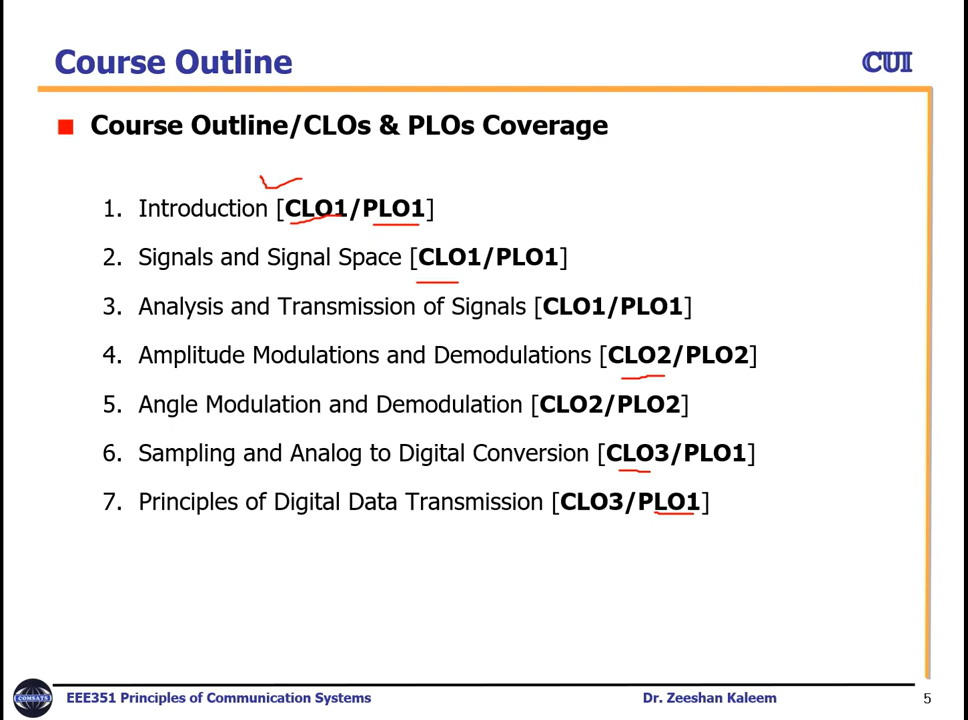 Course Outline
CUI
Course Outline/CLOs & PLOs Coverage
1. Introduction [CLO1/PLO1]
2. Signals and Signal Space [CLO1/PLO1]
3. Analysis and Transmission of Signals [CLO1/PLO1]
4. Amplitude Modulations and Demodulations [CLO2/PLO2]
5. Angle Modulation and Demodulation [CLO2/PLO2]
6. Sampling and Analog to Digital Conversion [CLO3/PLO1]
7. Principles of Digital Data Transmission [CLO3/PLO1]
COMSATS
EEE351 Principles of Communication Systems
Dr. Zeeshan Kaleem
5